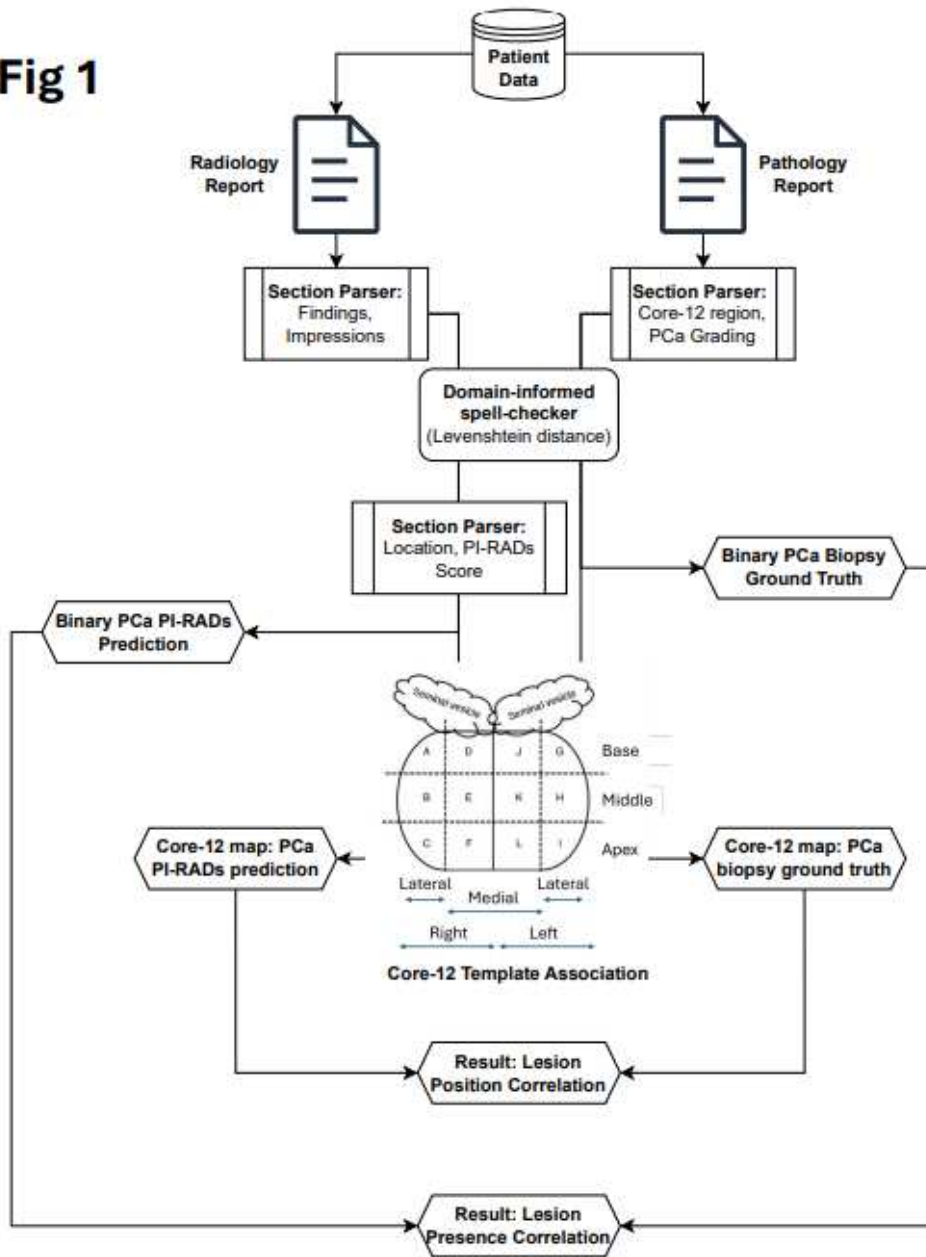 Fig 1
Patient
Data
Radiology
Report
Pathology
Report
Section Parser:
Findings,
Impressions
Section Parser:
Core-12 region,
PCa Grading
Domain-informed
spell-checker
(Levenshtein distance)
Section Parser:
Location, PI-RADs
Score
Binary PCa Biopsy
Ground Truth
Binary PCa PI-RADs
Prediction
Seminal vesicle
Seminal vesicle
A D J G Base
B E K H Middle
C F L I Apex
Core-12 map: PCa
PI-RADs prediction
Core-12 map: PCa
biopsy ground truth
Lateral Lateral
Medial
Right Left
Core-12 Template Association
Result: Lesion
Position Correlation
Result: Lesion
Presence Correlation